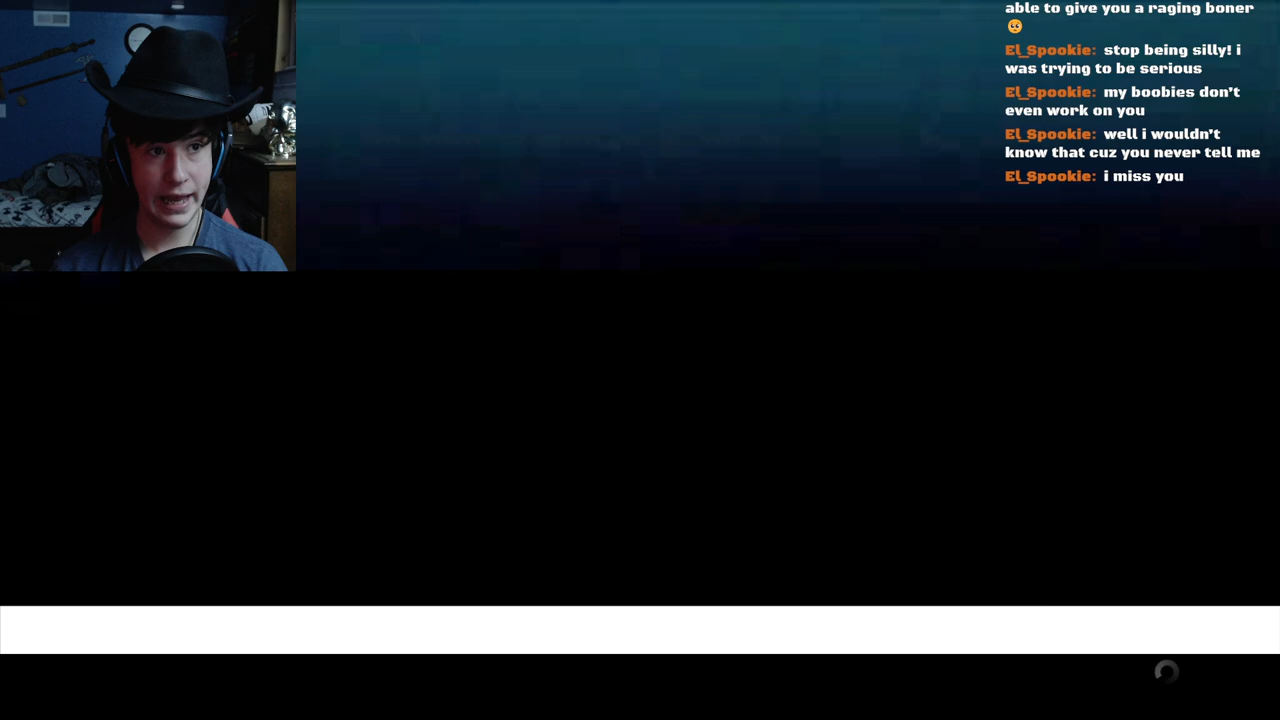 able to give you a raging boner
🥺
El_Spookie: stop being silly! i
was trying to be serious
El_Spookie: my boobies don't
even work on you
El_Spookie: well i wouldn't
know that cuz you never tell me
El_Spookie: i miss you